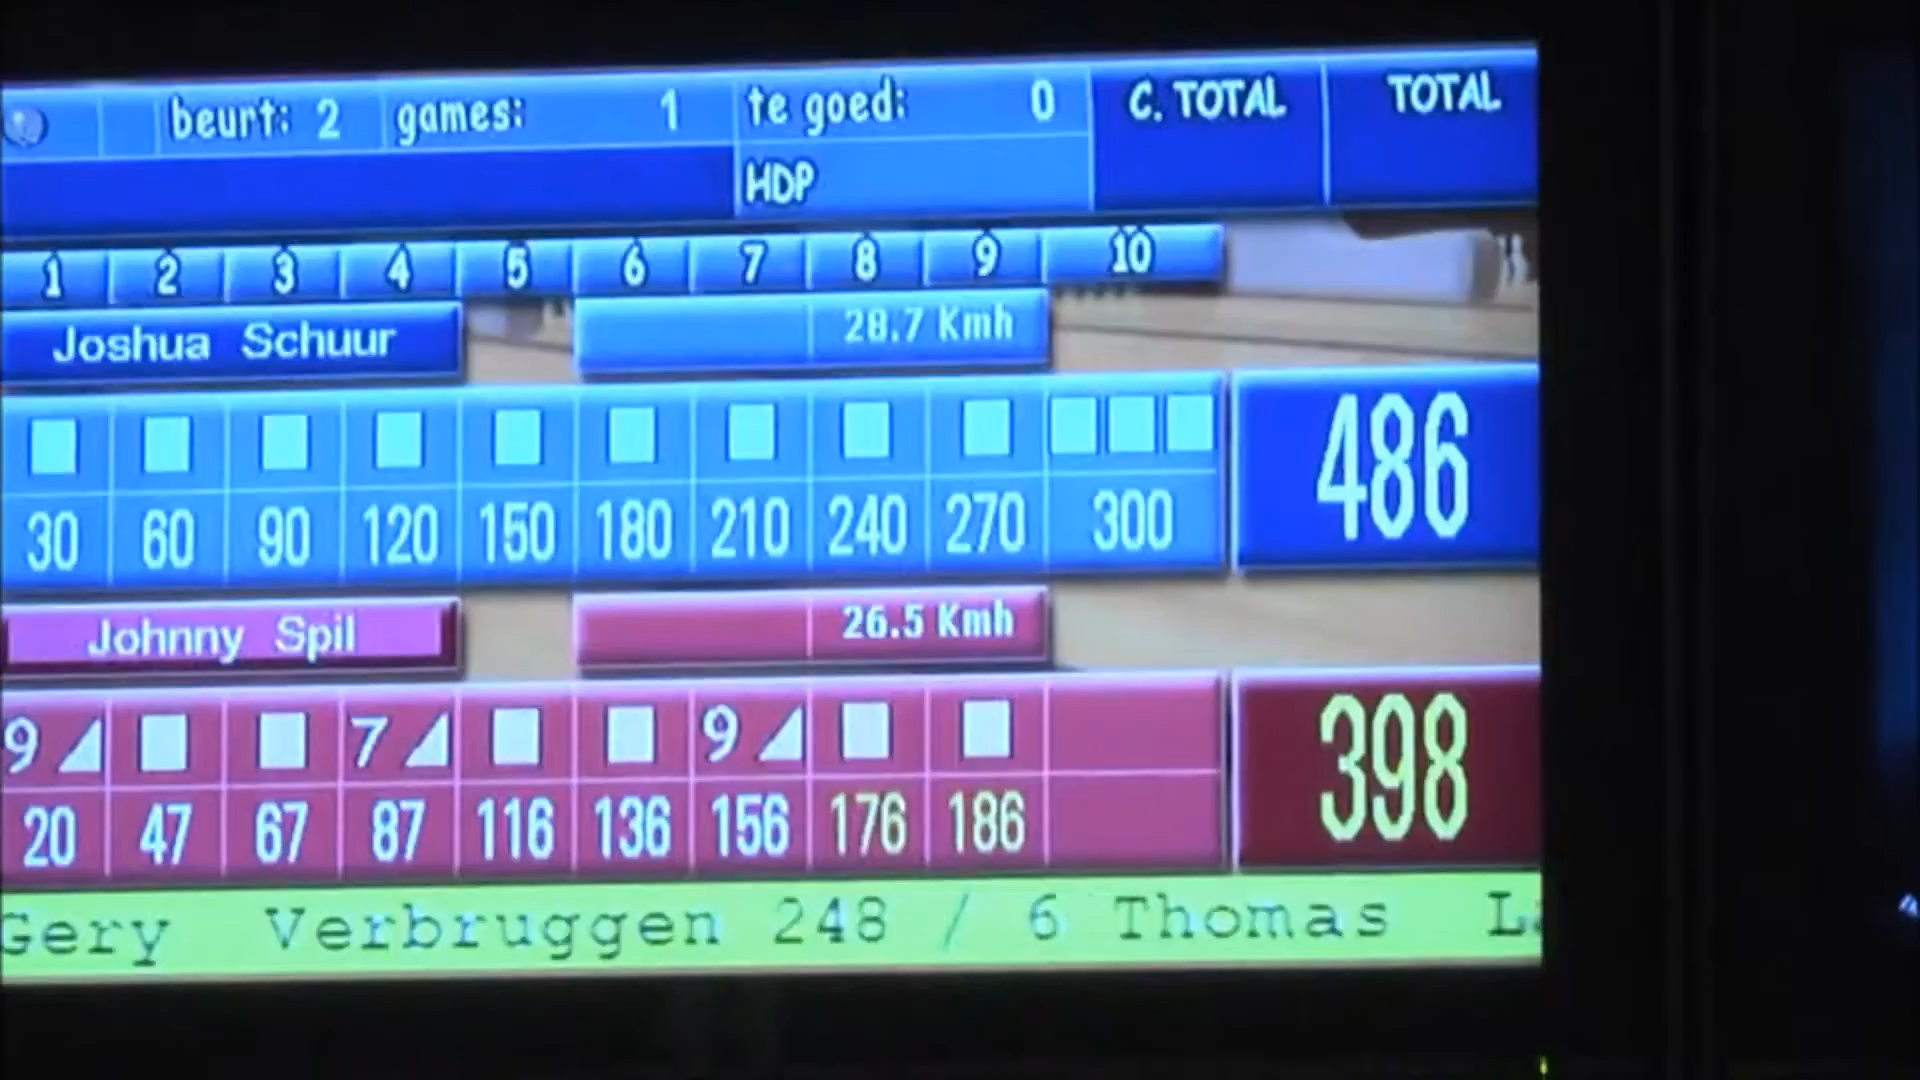 beurt: 2 games: 1 te goed: 0 C. TOTAL TOTAL
HDP
1 2 3 4 5 6 7 8 9 10
Joshua Schuur 28.7 Kmh
30 60 90 120 150 180 210 240 270 300 486
Johnny Spil 26.5 Kmh
9 7 9
20 47 67 87 116 136 156 176 186 398
Gery Verbruggen 248 / 6 Thomas